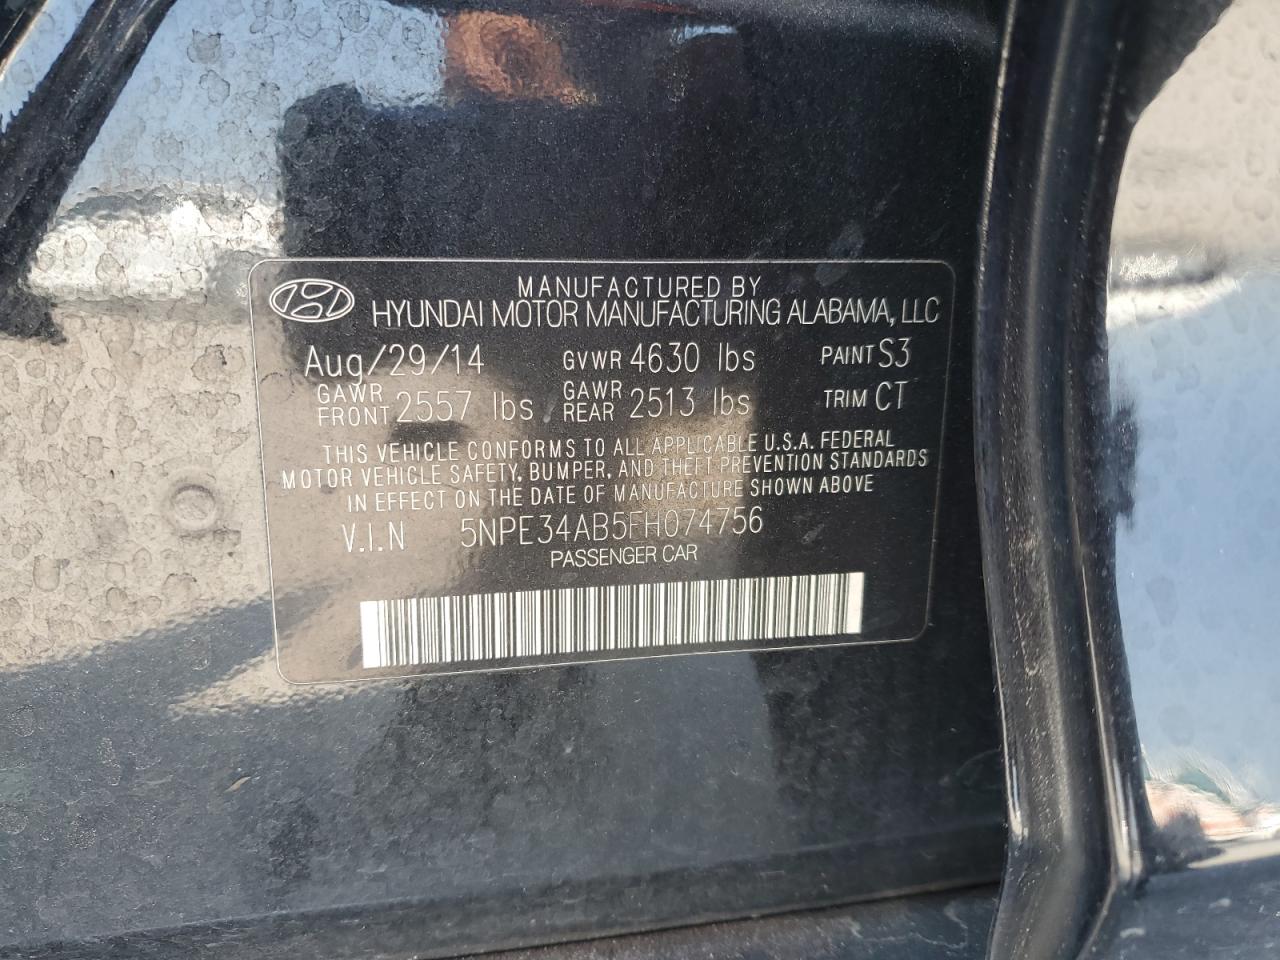 MANUFACTURED BY
HYUNDAI MOTOR MANUFACTURING ALABAMA, LLC
Aug/29/14 GVWR 4630 lbs PAINT S3
GAWR FRONT 2557 lbs GAWR REAR 2513 lbs TRIM CT
THIS VEHICLE CONFORMS TO ALL APPLICABLE U.S.A. FEDERAL
MOTOR VEHICLE SAFETY, BUMPER, AND THEFT PREVENTION STANDARDS
IN EFFECT ON THE DATE OF MANUFACTURE SHOWN ABOVE
V.I.N 5NPE34AB5FH074756
PASSENGER CAR